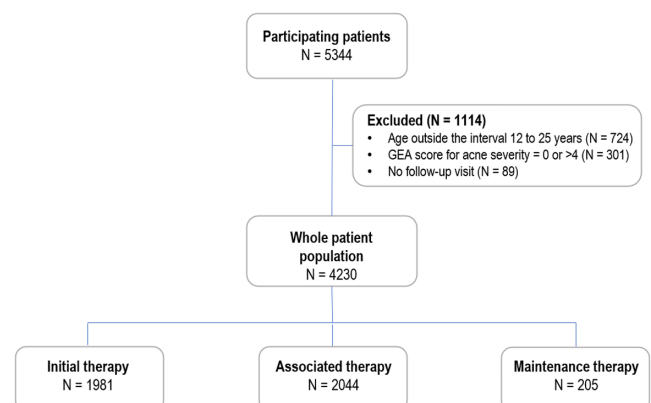 Participating patients
N = 5344
Excluded (N = 1114)
• Age outside the interval 12 to 25 years (N = 724)
• GEA score for acne severity = 0 or >4 (N = 301)
• No follow-up visit (N = 89)
Whole patient
population
N = 4230
Initial therapy
N = 1981
Associated therapy
N = 2044
Maintenance therapy
N = 205